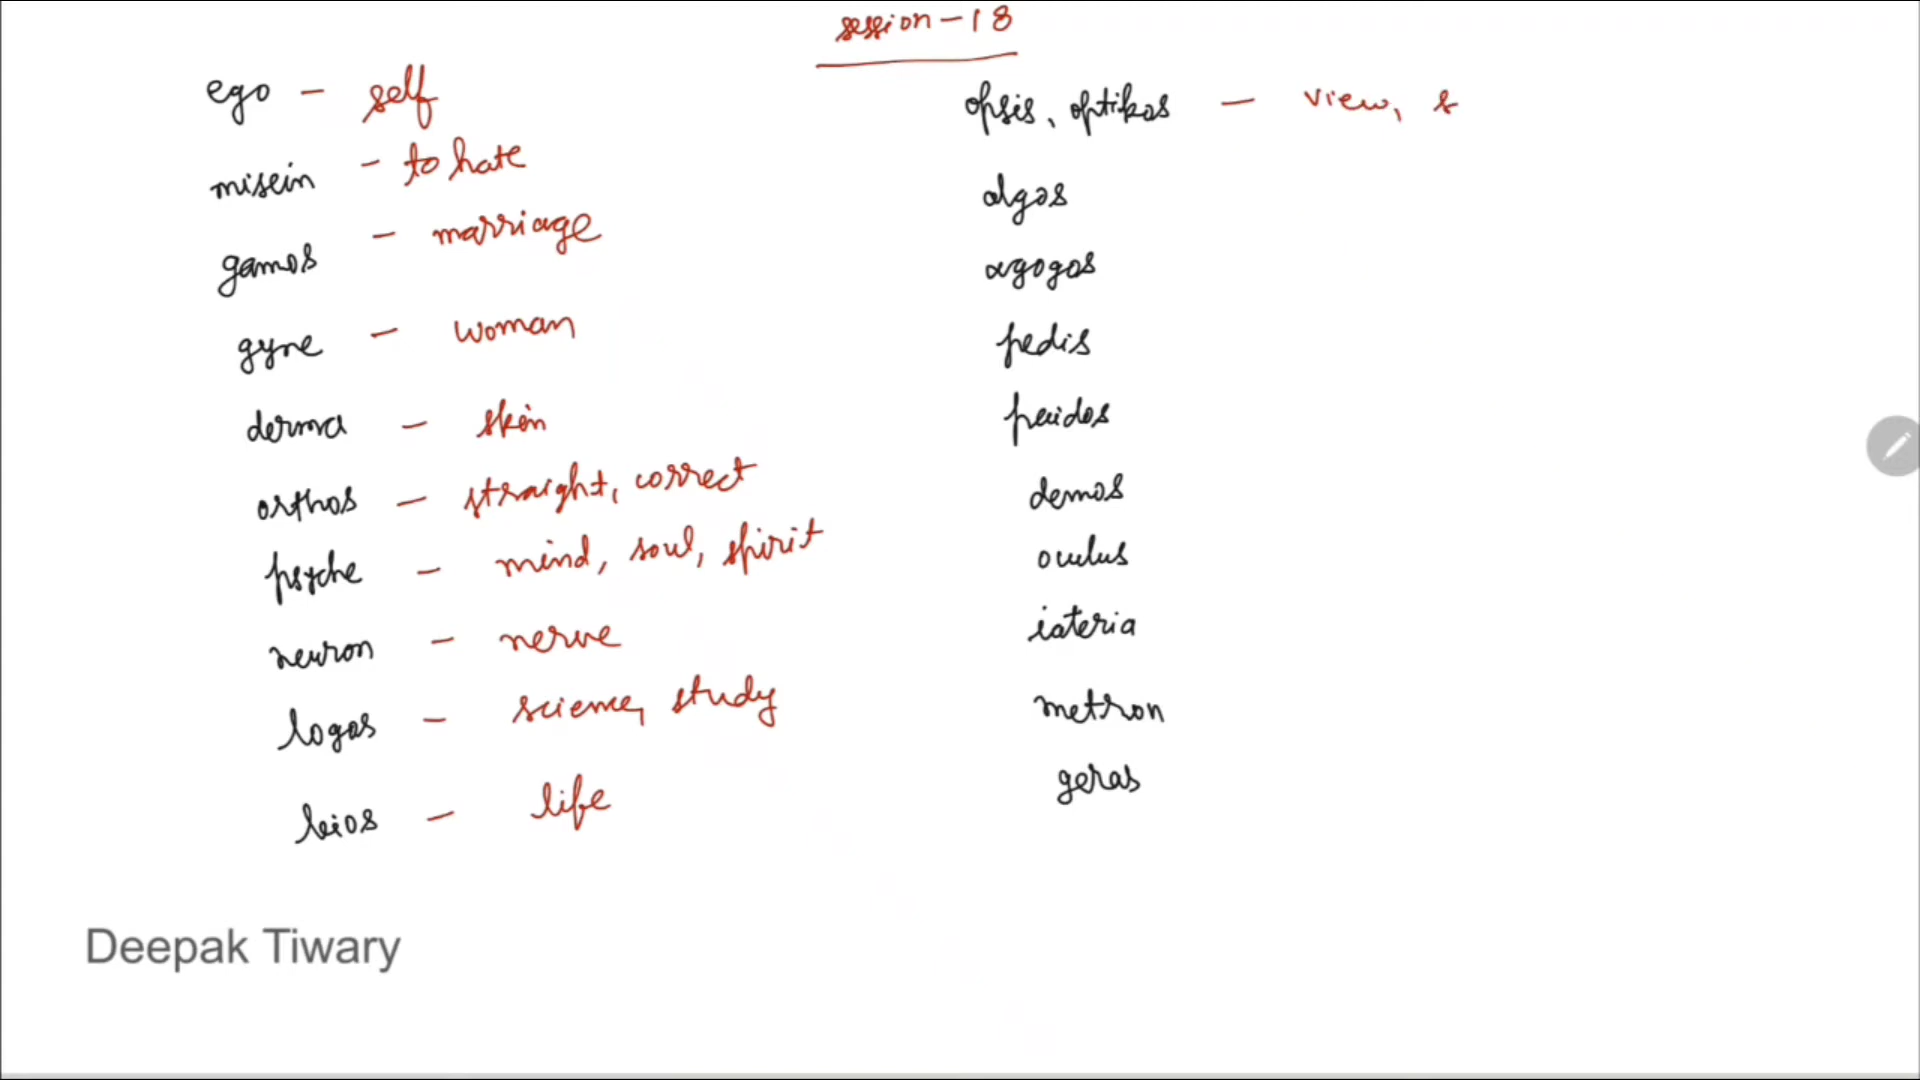 session - 18
ego - self
misein - to hate
gamos - marriage
gyne - woman
derma - skin
orthos - straight, correct
psyche - mind, soul, spirit
neuron - nerve
logos - science, study
bios - life
opsis, optikos - view, s
algos
agogos
pedis
paidos
demos
oculus
iateria
metron
geras
Deepak Tiwary